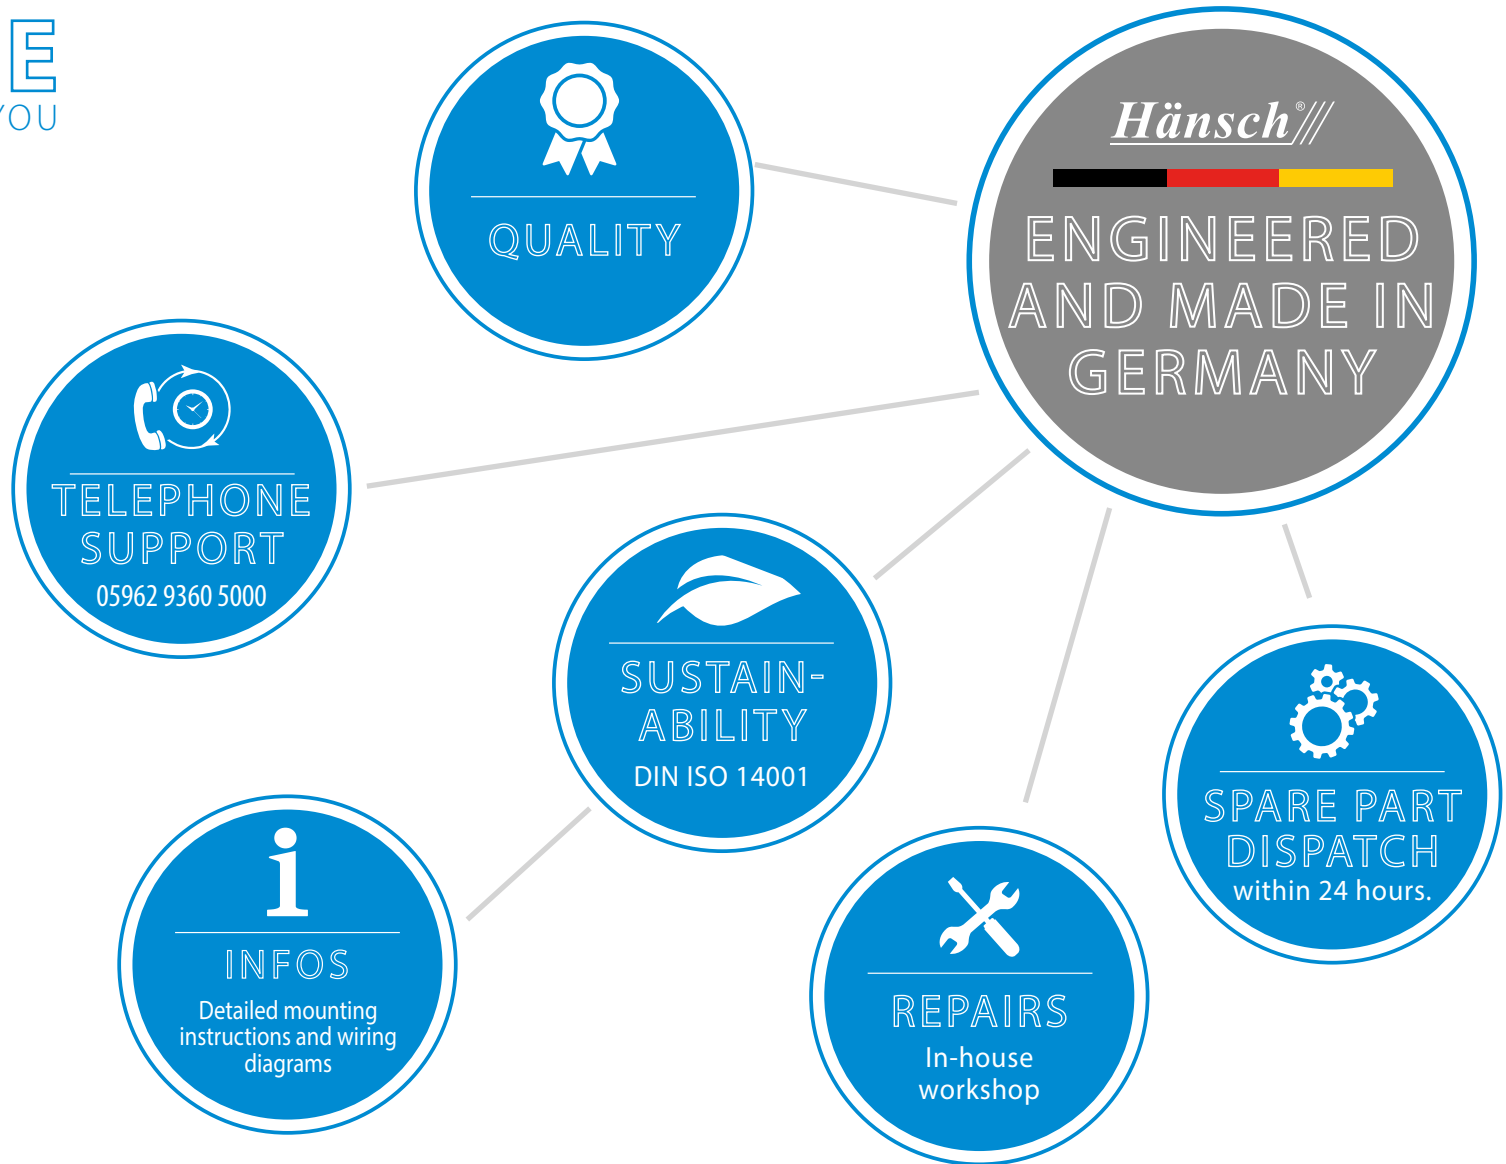 E
YOU
QUALITY
Hänsch®
ENGINEERED
AND MADE IN
GERMANY
TELEPHONE
SUPPORT
05962 9360 5000
SUSTAIN-
ABILITY
DIN ISO 14001
SPARE PART
DISPATCH
within 24 hours.
INFOS
Detailed mounting
instructions and wiring
diagrams
REPAIRS
In-house
workshop